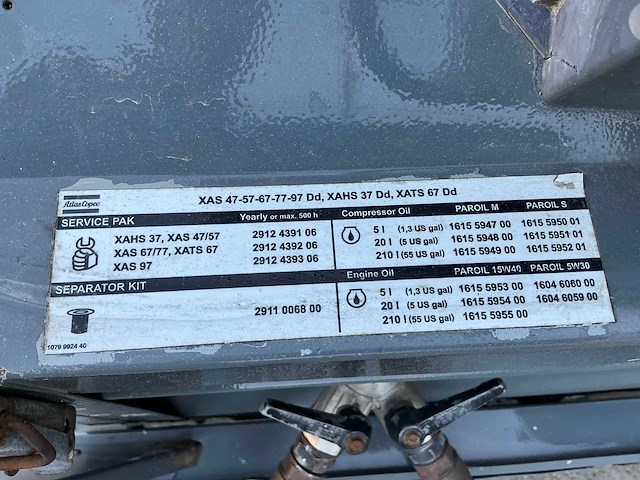 Atlas Copco
XAS 47-57-67-77-97 Dd, XAHS 37 Dd, XATS 67 Dd
SERVICE PAK Yearly or max. 500 h
XAHS 37, XAS 47/57 2912 4391 06
XAS 67/77, XATS 67 2912 4392 06
XAS 97 2912 4393 06
SEPARATOR KIT
2911 0068 00
1079 9924 40
Compressor Oil PAROIL M PAROIL S
5 l (1,3 US gal) 1615 5947 00 1615 5950 01
20 l (5 US gal) 1615 5948 00 1615 5951 01
210 l (55 US gal) 1615 5949 00 1615 5952 01
Engine Oil PAROIL 15W40 PAROIL 5W30
5 l (1,3 US gal) 1615 5953 00 1604 6060 00
20 l (5 US gal) 1615 5954 00 1604 6059 00
210 l (55 US gal) 1615 5955 00